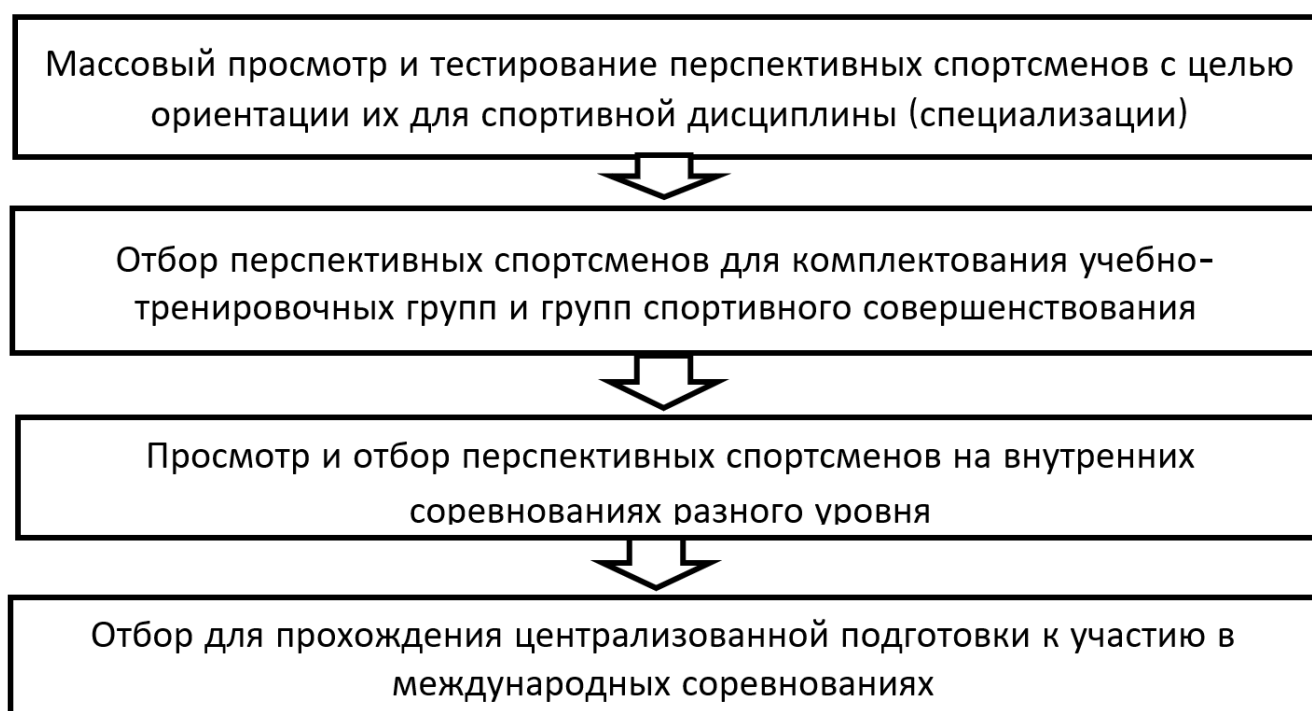 Массовый просмотр и тестирование перспективных спортсменов с целью
ориентации их для спортивной дисциплины (специализации)
Отбор перспективных спортсменов для комплектования учебно-
тренировочных групп и групп спортивного совершенствования
Просмотр и отбор перспективных спортсменов на внутренних
соревнованиях разного уровня
Отбор для прохождения централизованной подготовки к участию в
международных соревнованиях